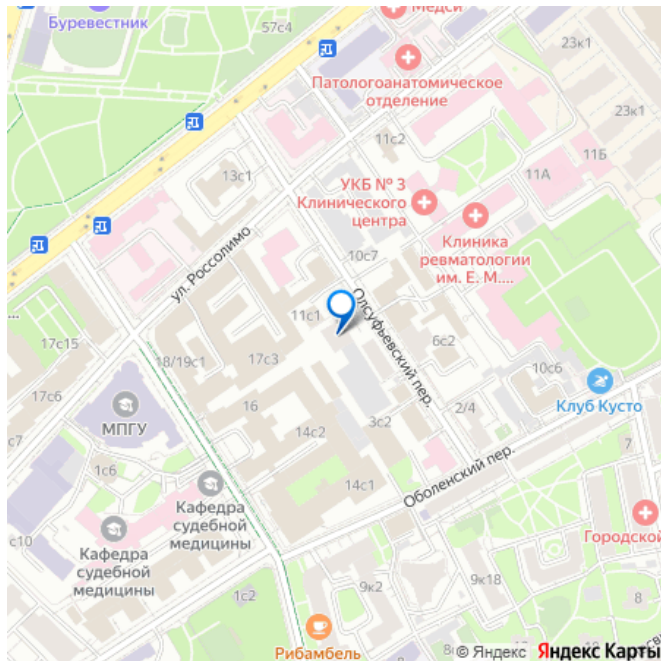 Буревестник
57с4
Медси
Патологоанатомическое
отделение
23к1
23к1
11с2
11Б
11А
УКБ № 3
Клинического
центра
13с1
Клиника
ревматологии
им. Е. М....
10с7
ул. Россолимо
Олсуфьевский пер.
...
17с15
11с1
6с2
18/19с1
17с3
10с6
17с6
16
Клуб Кусто
2/4
3с2
МПГУ
с7
14с2
Оболенский пер.
1с6
14с1
Кафедра
судебной
медицины
Городской
с10
Кафедра
судебной
медицины
9к2
9к18
1с2
8
Рибамбель
© Яндекс Яндекс Карты